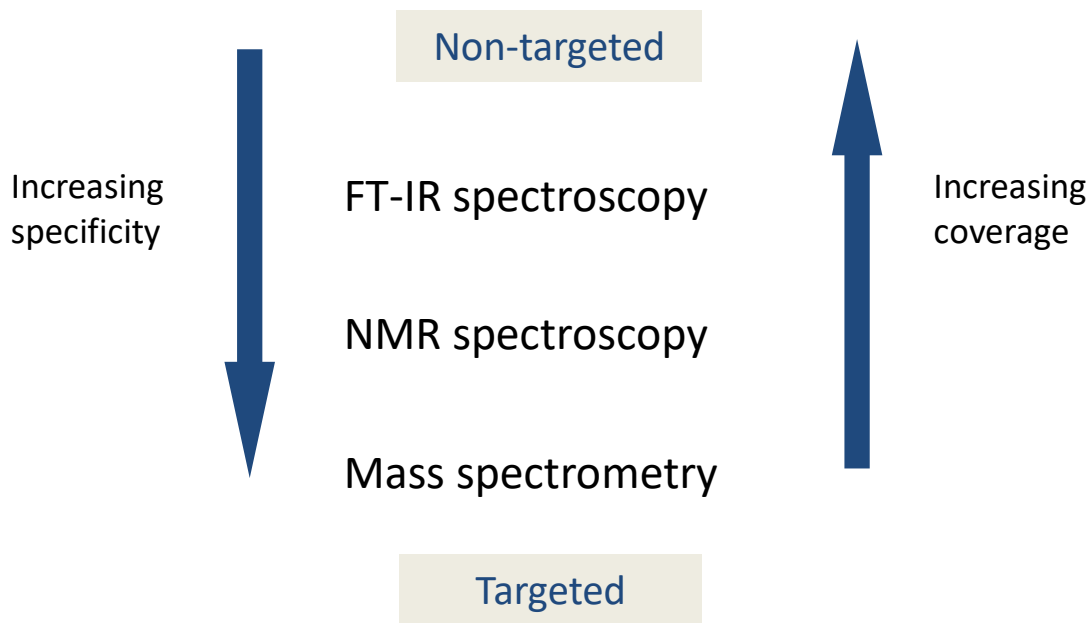 Non-targeted
Increasing
specificity
FT-IR spectroscopy
Increasing
coverage
NMR spectroscopy
Mass spectrometry
Targeted